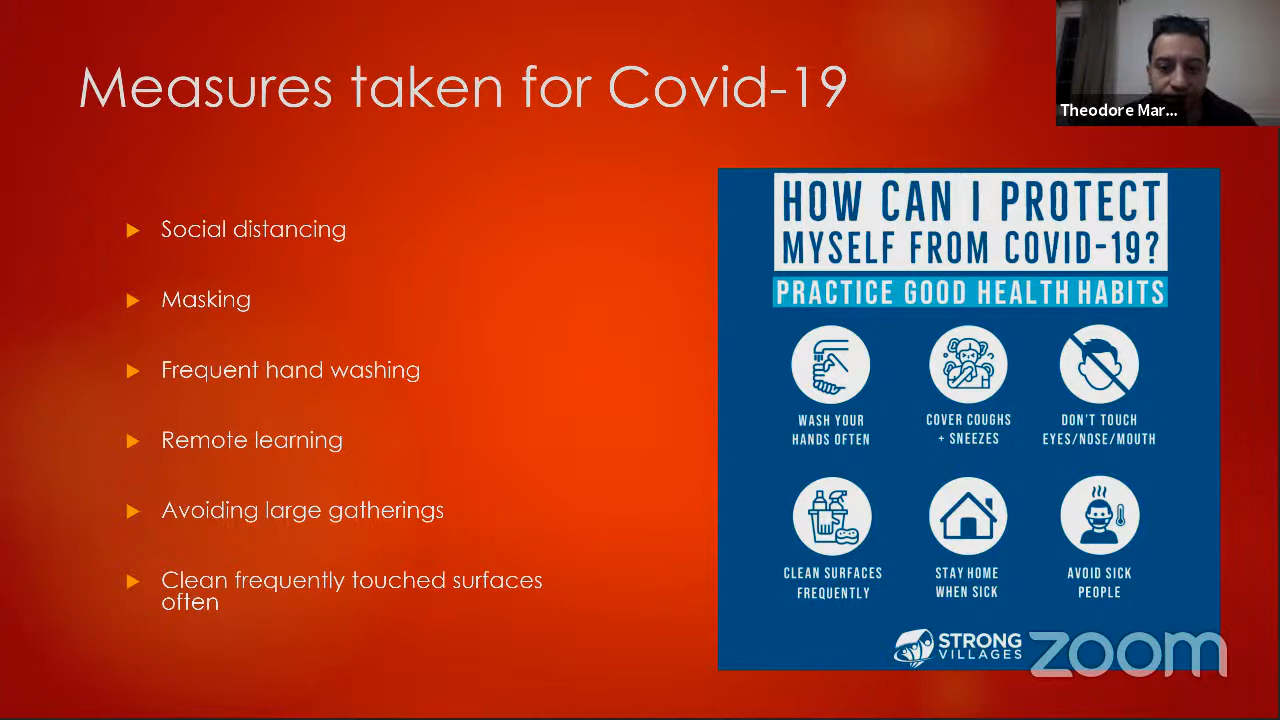 Measures taken for Covid-19
Theodore Mar...
Social distancing
Masking
Frequent hand washing
Remote learning
Avoiding large gatherings
Clean frequently touched surfaces
often
HOW CAN I PROTECT
MYSELF FROM COVID-19?
PRACTICE GOOD HEALTH HABITS
WASH YOUR
HANDS OFTEN
COVER COUGHS
+ SNEEZES
DON'T TOUCH
EYES/NOSE/MOUTH
CLEAN SURFACES
FREQUENTLY
STAY HOME
WHEN SICK
AVOID SICK
PEOPLE
STRONG
VILLAGES
zoom